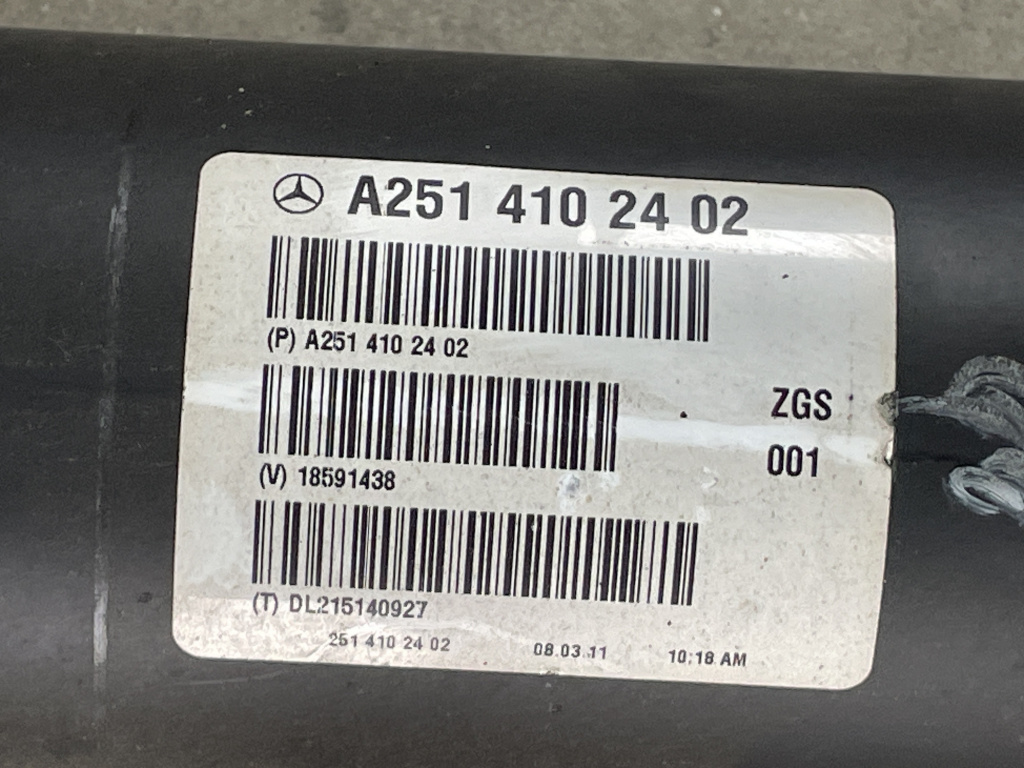 A251 410 24 02
(P) A251 410 24 02
ZGS
001
(V) 18591438
(T) DL215140927
251 410 24 02 08.03.11 10:18 AM